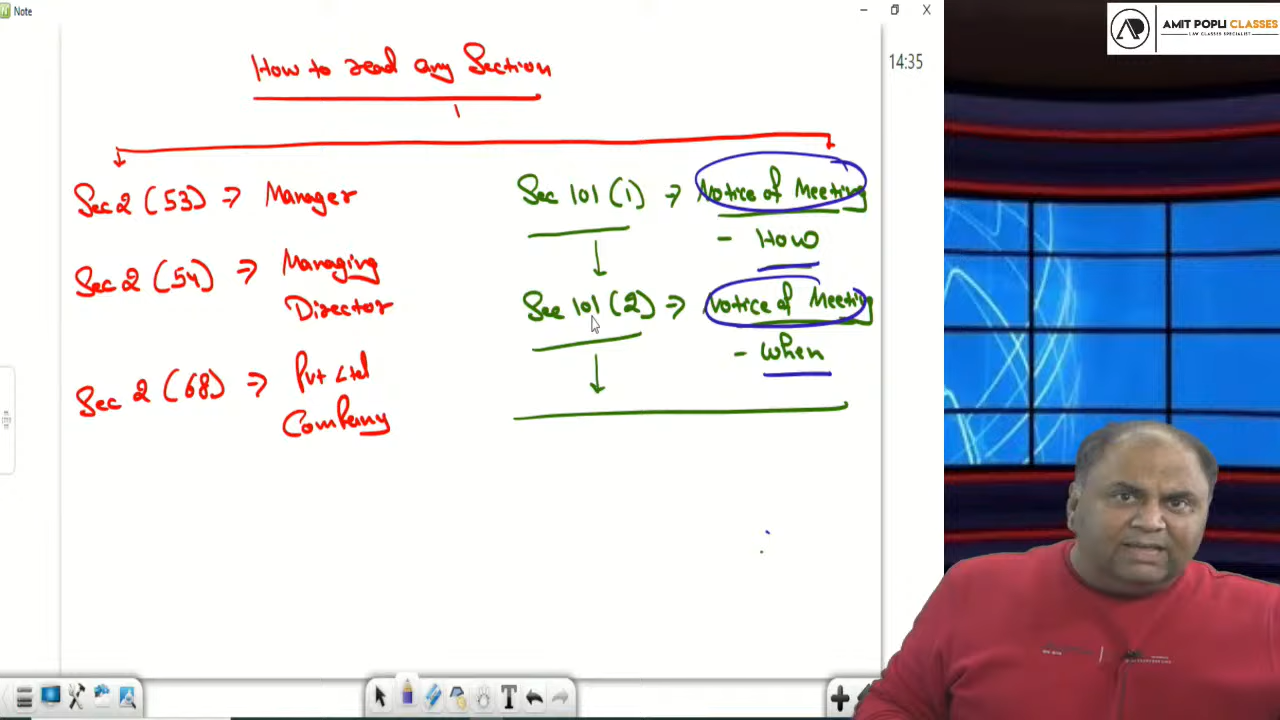 Note
AMIT POPLI CLASSES
LAW CLASSES SPECIALIST
14:35
How to read any Section
Sec 2 (53) ⇒ Manager
Sec 2 (54) ⇒ Managing
Director
Sec 2 (68) ⇒ Pvt Ltd
Company
Sec 101 (1) ⇒ Notice of Meeting
- How
Sec 101 (2) ⇒ Notice of Meeting
- When